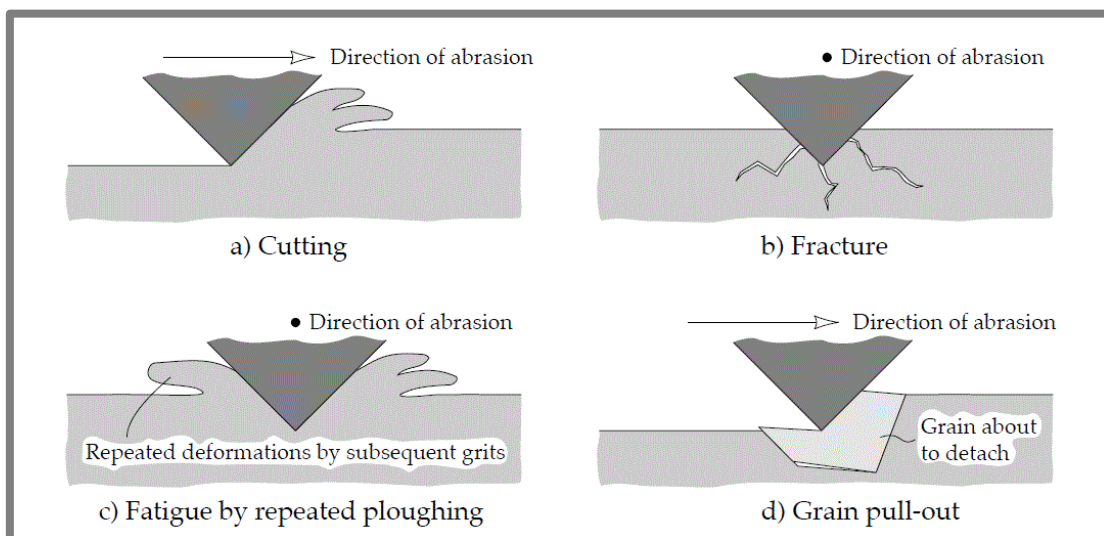 Direction of abrasion
Direction of abrasion
a) Cutting
b) Fracture
Direction of abrasion
Direction of abrasion
Repeated deformations by subsequent grits
Grain about
to detach
c) Fatigue by repeated ploughing
d) Grain pull-out